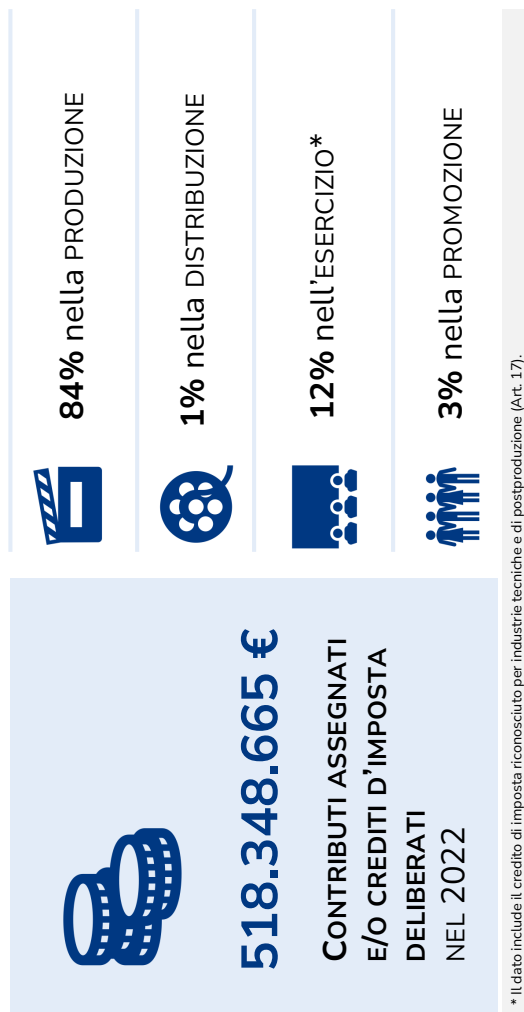 518.348.665 €
CONTRIBUTI ASSEGNATI
E/O CREDITI D'IMPOSTA
DELIBERATI
NEL 2022
84% nella PRODUZIONE
1% nella DISTRIBUZIONE
12% nell'ESERCIZIO*
3% nella PROMOZIONE
* Il dato include il credito di imposta riconosciuto per industrie tecniche e di postproduzione (Art. 17).